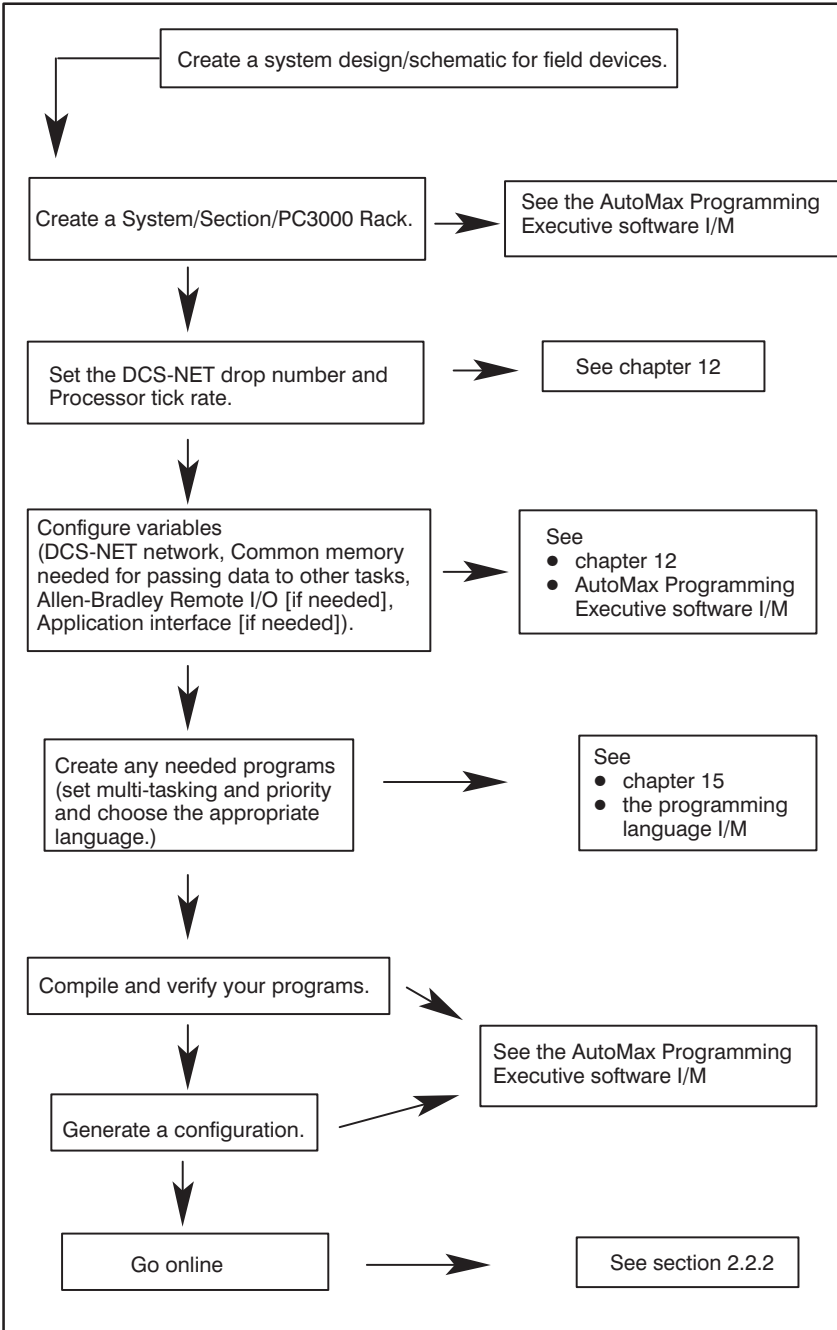 Create a system design/schematic for field devices.
Create a System/Section/PC3000 Rack.
See the AutoMax Programming
Executive software I/M
Set the DCS-NET drop number and
Processor tick rate.
See chapter 12
Configure variables
(DCS-NET network, Common memory
needed for passing data to other tasks,
Allen-Bradley Remote I/O [if needed],
Application interface [if needed]).
See
● chapter 12
● AutoMax Programming
Executive software I/M
Create any needed programs
(set multi-tasking and priority
and choose the appropriate
language.)
See
● chapter 15
● the programming
language I/M
Compile and verify your programs.
See the AutoMax Programming
Executive software I/M
Generate a configuration.
Go online
See section 2.2.2